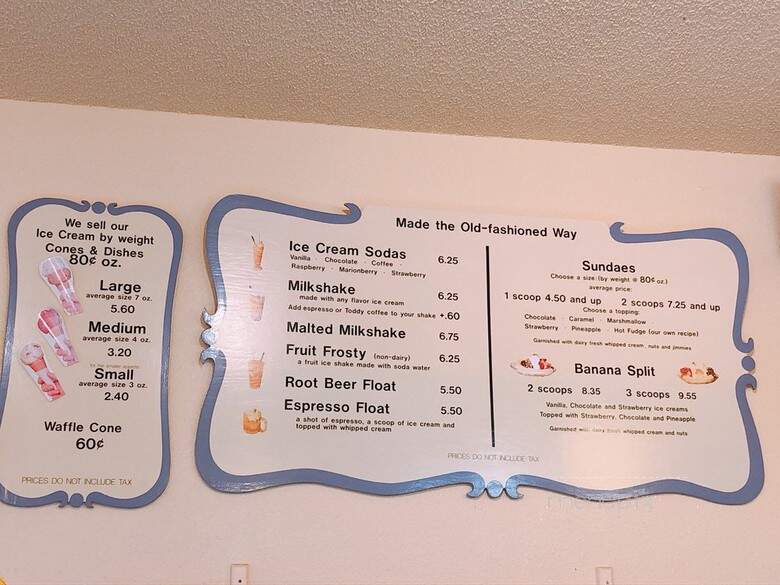 We sell our
Ice Cream by weight
Cones & Dishes
80¢ oz.
Large
average size 7 oz.
5.60
Medium
average size 4 oz.
3.20
Small
average size 3 oz.
2.40
Waffle Cone
60¢
PRICES DO NOT INCLUDE TAX
Made the Old-fashioned Way
Ice Cream Sodas 6.25
Vanilla · Chocolate · Coffee ·
Raspberry · Marionberry · Strawberry
Milkshake 6.25
made with any flavor ice cream
Add espresso or Toddy coffee to your shake +.60
Malted Milkshake 6.75
Fruit Frosty (non-dairy) 6.25
a fruit ice shake made with soda water
Root Beer Float 5.50
Espresso Float 5.50
a shot of espresso, a scoop of ice cream and
topped with whipped cream
Sundaes
Choose a size:(by weight @ 80¢ oz.)
average price:
1 scoop 4.50 and up 2 scoops 7.25 and up
Choose a topping:
Chocolate · Caramel · Marshmallow
Strawberry · Pineapple · Hot Fudge (our own recipe)
Garnished with dairy fresh whipped cream, nuts and jimmies
Banana Split
2 scoops 8.35 3 scoops 9.55
Vanilla, Chocolate and Strawberry ice creams
Topped with Strawberry, Chocolate and Pineapple
Garnished with dairy fresh whipped cream and nuts
PRICES DO NOT INCLUDE TAX